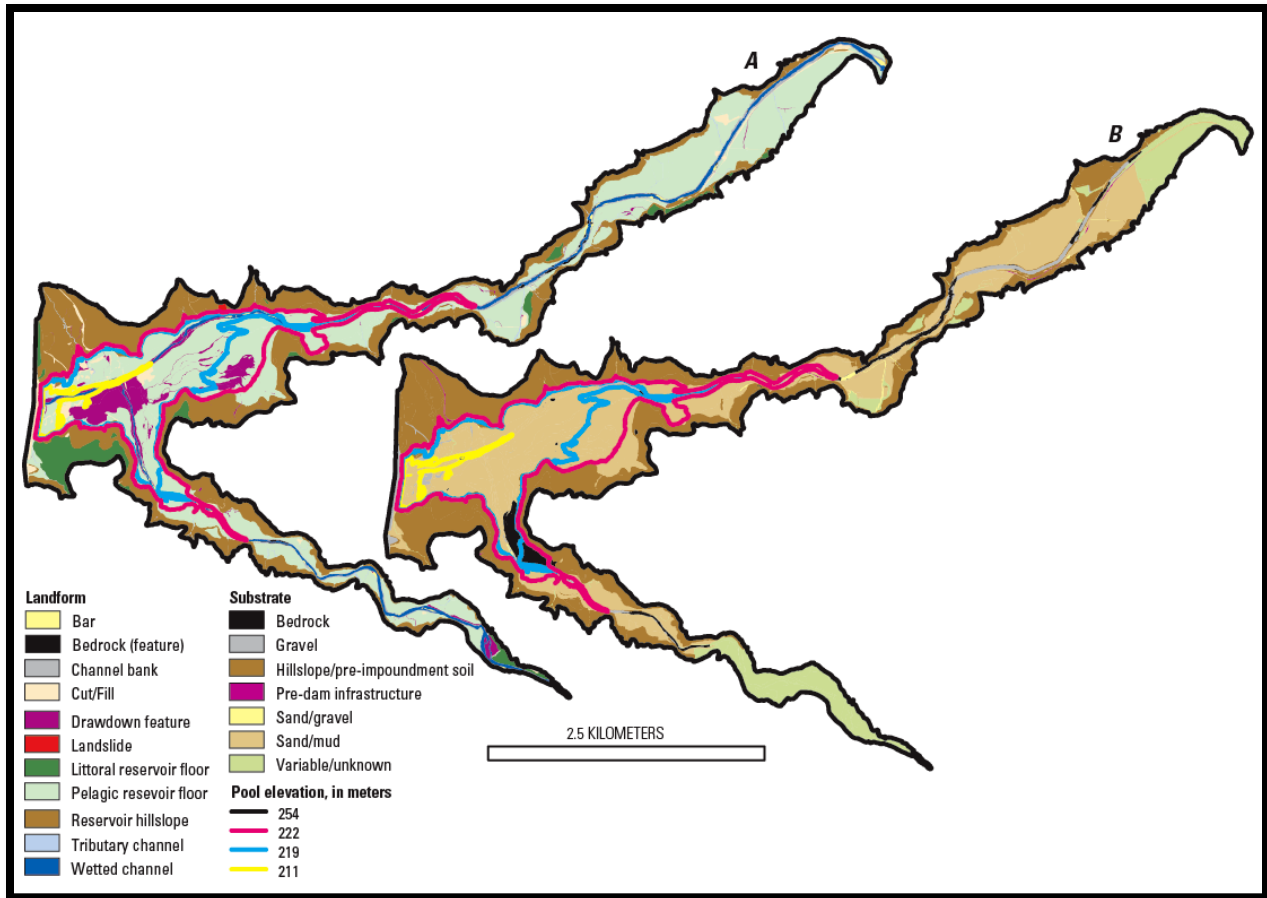 A
B
Landform
Bar
Bedrock (feature)
Channel bank
Cut/Fill
Drawdown feature
Landslide
Littoral reservoir floor
Pelagic resevoir floor
Reservoir hillslope
Tributary channel
Wetted channel
Substrate
Bedrock
Gravel
Hillslope/pre-impoundment soil
Pre-dam infrastructure
Sand/gravel
Sand/mud
Variable/unknown
Pool elevation, in meters
254
222
219
211
2.5 KILOMETERS